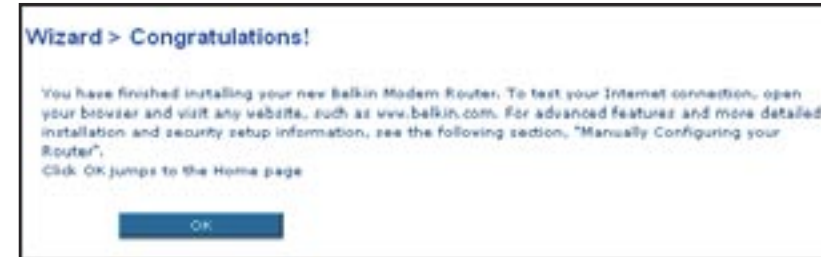 Wizard > Congratulations!
You have finished installing your new Belkin Modem Router. To test your Internet connection, open
your browser and visit any website, such as www.belkin.com. For advanced features and more detailed
installation and security setup information, see the following section, "Manually Configuring your
Router".
Click OK jumps to the Home page
OK